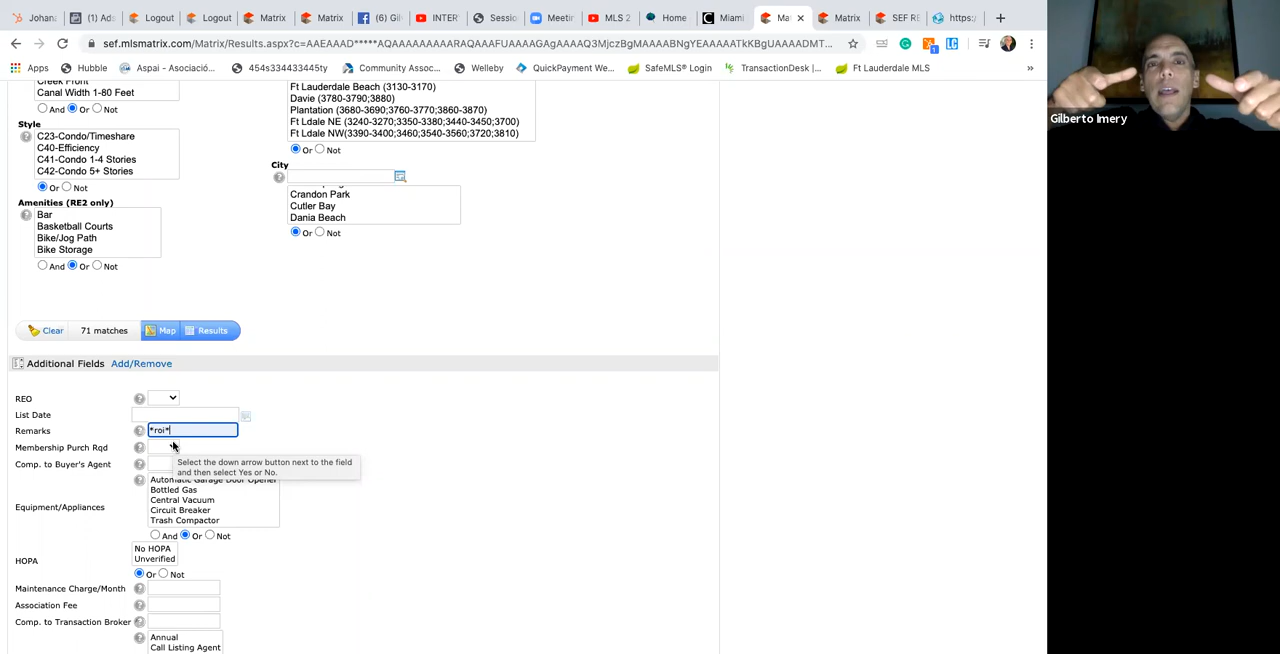 Johan
(1) Ad
Logout
Logout
Matrix
Matrix
(6) Gil
INTER
Sessio
Meetin
MLS 2
Home
Miami
Mat
Matrix
SEF RE
https:/
sef.mlsmatrix.com/Matrix/Results.aspx?c=AAEAAAD*****AQAAAAAAAAARAQAAAFUAAAAGAgAAAAQ3MjczBgMAAAABNgYEAAAAATkKBgUAAAADMT...
Apps
Hubble
Aspai - Asociació...
454s334433445ty
Community Assoc...
Weleby
QuickPayment We...
SafeMLS® Login
TransactionDesk |...
Ft Lauderdale MLS
»
Creek Front
Canal Width 1-80 Feet
And Or Not
Style
C23-Condo/Timeshare
C40-Efficiency
C41-Condo 1-4 Stories
C42-Condo 5+ Stories
Or Not
Amenities (RE2 only)
Bar
Basketball Courts
Bike/Jog Path
Bike Storage
And Or Not
Ft Lauderdale Beach (3130-3170)
Davie (3780-3790;3880)
Plantation (3680-3690;3760-3770;3860-3870)
Ft Ldale NE (3240-3270;3350-3380;3440-3450;3700)
Ft Ldale NW(3390-3400;3460;3540-3560;3720;3810)
Or Not
City
Crandon Park
Cutler Bay
Dania Beach
Or Not
Clear 71 matches Map Results
Additional Fields Add/Remove
REO
List Date
Remarks *roi*
Membership Purch Rqd
Select the down arrow button next to the field
and then select Yes or No.
Comp. to Buyer's Agent
Equipment/Appliances
Automatic Garage Door Opener
Bottled Gas
Central Vacuum
Circuit Breaker
Trash Compactor
And Or Not
HOPA
No HOPA
Unverified
Or Not
Maintenance Charge/Month
Association Fee
Comp. to Transaction Broker
Annual
Call Listing Agent
Gilberto Imery